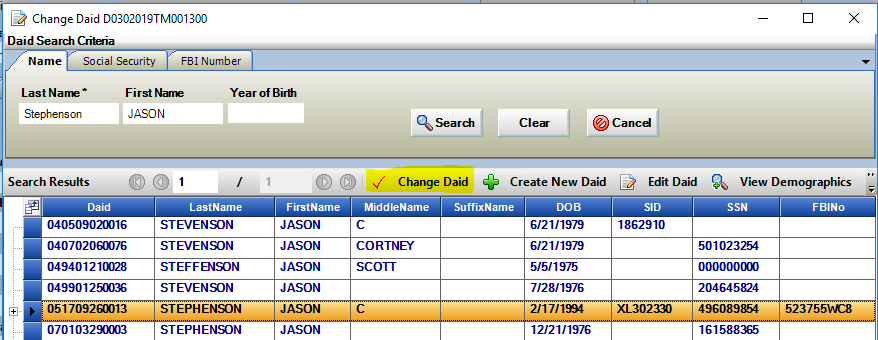 Change Daid D0302019TM001300
Daid Search Criteria
Name Social Security FBI Number
Last Name * First Name Year of Birth
Stephenson JASON
Search Clear Cancel
Search Results 1 / 1 Change Daid Create New Daid Edit Daid View Demographics
Daid LastName FirstName MiddleName SuffixName DOB SID SSN FBINo
040509020016 STEVENSON JASON C 6/21/1979 1862910
040702060076 STEVENSON JASON CORTNEY 6/21/1979 501023254
049401210028 STEFFENSON JASON SCOTT 5/5/1975 000000000
049901250036 STEVENSON JASON 7/28/1976 204645824
051709260013 STEPHENSON JASON C 2/17/1994 XL302330 496089854 523755WC8
070103290003 STEPHENSON JASON 12/21/1976 161588365